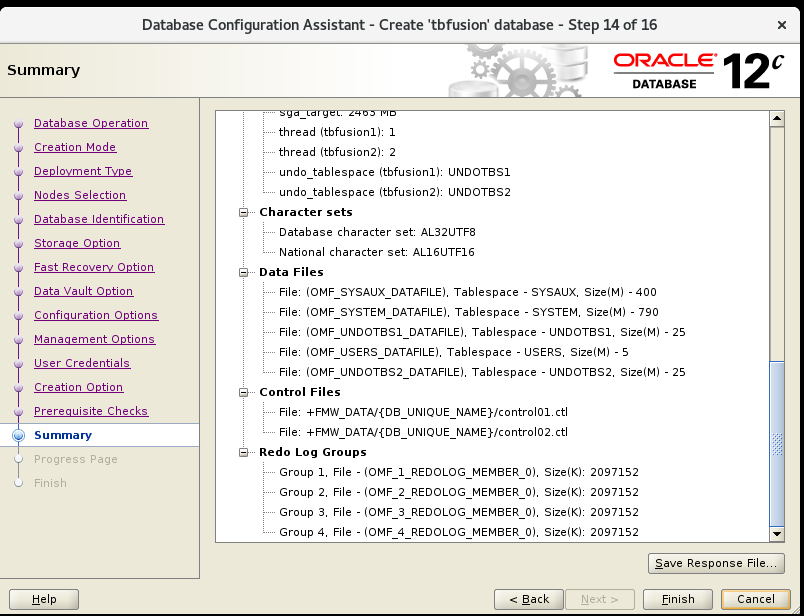 Database Configuration Assistant - Create 'tbfusion' database - Step 14 of 16
Summary
ORACLE
DATABASE
12c
Database Operation
Creation Mode
Deployment Type
Nodes Selection
Database Identification
Storage Option
Fast Recovery Option
Data Vault Option
Configuration Options
Management Options
User Credentials
Creation Option
Prerequisite Checks
Summary
Progress Page
Finish
sga_target: 2463 MB
thread (tbfusion1): 1
thread (tbfusion2): 2
undo_tablespace (tbfusion1): UNDOTBS1
undo_tablespace (tbfusion2): UNDOTBS2
Character sets
Database character set: AL32UTF8
National character set: AL16UTF16
Data Files
File: (OMF_SYSAUX_DATAFILE), Tablespace - SYSAUX, Size(M) - 400
File: (OMF_SYSTEM_DATAFILE), Tablespace - SYSTEM, Size(M) - 790
File: (OMF_UNDOTBS1_DATAFILE), Tablespace - UNDOTBS1, Size(M) - 25
File: (OMF_USERS_DATAFILE), Tablespace - USERS, Size(M) - 5
File: (OMF_UNDOTBS2_DATAFILE), Tablespace - UNDOTBS2, Size(M) - 25
Control Files
File: +FMW_DATA/{DB_UNIQUE_NAME}/control01.ctl
File: +FMW_DATA/{DB_UNIQUE_NAME}/control02.ctl
Redo Log Groups
Group 1, File - (OMF_1_REDOLOG_MEMBER_0), Size(K): 2097152
Group 2, File - (OMF_2_REDOLOG_MEMBER_0), Size(K): 2097152
Group 3, File - (OMF_3_REDOLOG_MEMBER_0), Size(K): 2097152
Group 4, File - (OMF_4_REDOLOG_MEMBER_0), Size(K): 2097152
Save Response File...
Help
< Back
Next >
Finish
Cancel